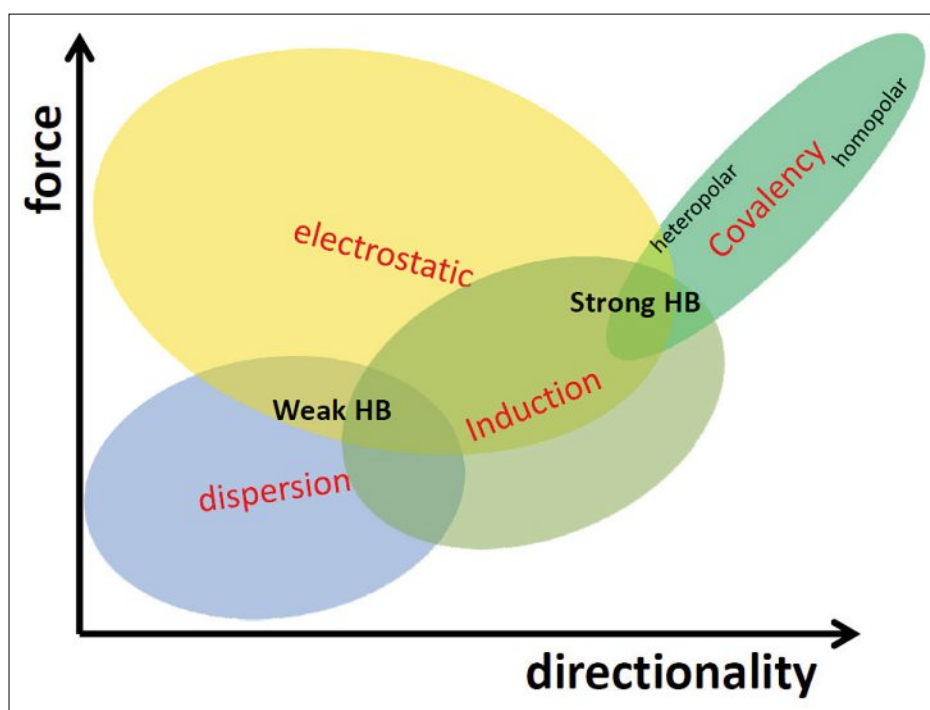 force
electrostatic
heteropolar
Covalency
homopolar
Strong HB
Weak HB
Induction
dispersion
directionality